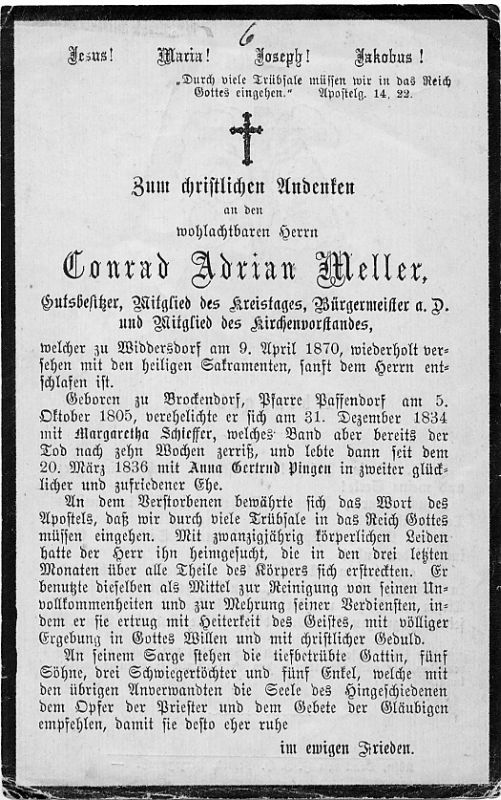 6
Jesus! Maria! Joseph! Jakobus!
„Durch viele Trübsale müssen wir in das Reich
Gottes eingehen.“ Apostelg. 14, 22.
Zum christlichen Andenken
an den
wohlachtbaren Herrn
Conrad Adrian Meller,
Gutsbesitzer, Mitglied des Kreistages, Bürgermeister a. D.
und Mitglied des Kirchenvorstandes,
welcher zu Widdersdorf am 9. April 1870, wiederholt ver-
sehen mit den heiligen Sakramenten, sanft dem Herrn ent-
schlafen ist.
Geboren zu Brockendorf, Pfarre Paffendorf am 5.
Oktober 1805, verehelichte er sich am 31. Dezember 1834
mit Margaretha Schieffer, welches Band aber bereits der
Tod nach zehn Wochen zerriß, und lebte dann seit dem
20. März 1836 mit Anna Gertrud Pingen in zweiter glück-
licher und zufriedener Ehe.
An dem Verstorbenen bewährte sich das Wort des
Apostels, daß wir durch viele Trübsale in das Reich Gottes
müssen eingehen. Mit zwanzigjährig körperlichen Leiden
hatte der Herr ihn heimgesucht, die in den drei letzten
Monaten über alle Theile des Körpers sich erstreckten. Er
benutzte dieselben als Mittel zur Reinigung von seinen Un-
vollkommenheiten und zur Mehrung seiner Verdiensten, in-
dem er sie ertrug mit Heiterkeit des Geistes, mit völliger
Ergebung in Gottes Willen und mit christlicher Geduld.
An seinem Sarge stehen die tiefbetrübte Gattin, fünf
Söhne, drei Schwiegertöchter und fünf Enkel, welche mit
den übrigen Anverwandten die Seele des Hingeschiedenen
dem Opfer der Priester und dem Gebete der Gläubigen
empfehlen, damit sie desto eher ruhe
im ewigen Frieden.